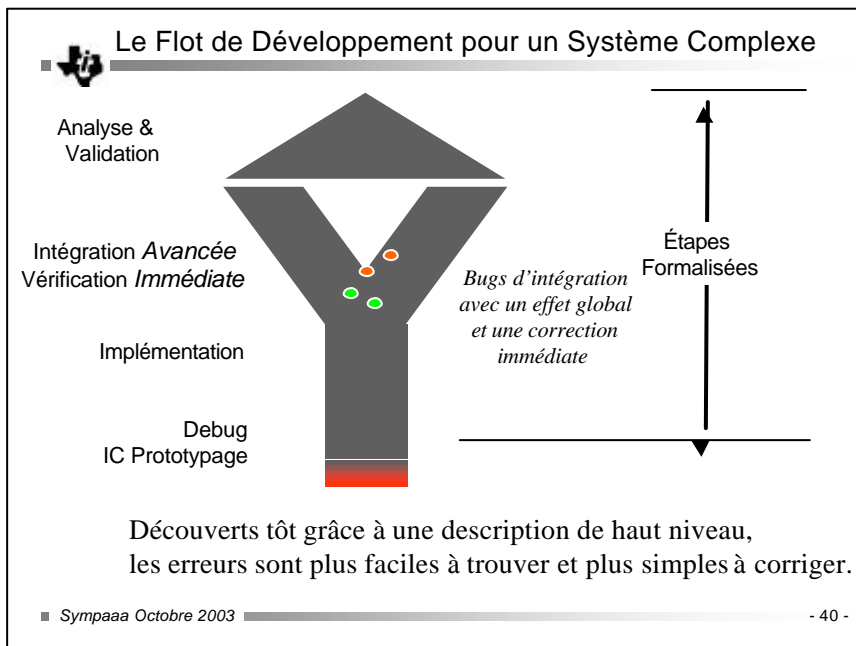 Le Flot de Développement pour un Système Complexe
Analyse &
Validation
Intégration Avancée
Vérification Immédiate
Implémentation
Debug
IC Prototypage
Bugs d'intégration
avec un effet global
et une correction
immédiate
Étapes
Formalisées
Découverts tôt grâce à une description de haut niveau,
les erreurs sont plus faciles à trouver et plus simples à corriger.
Sympaaa Octobre 2003
- 40 -